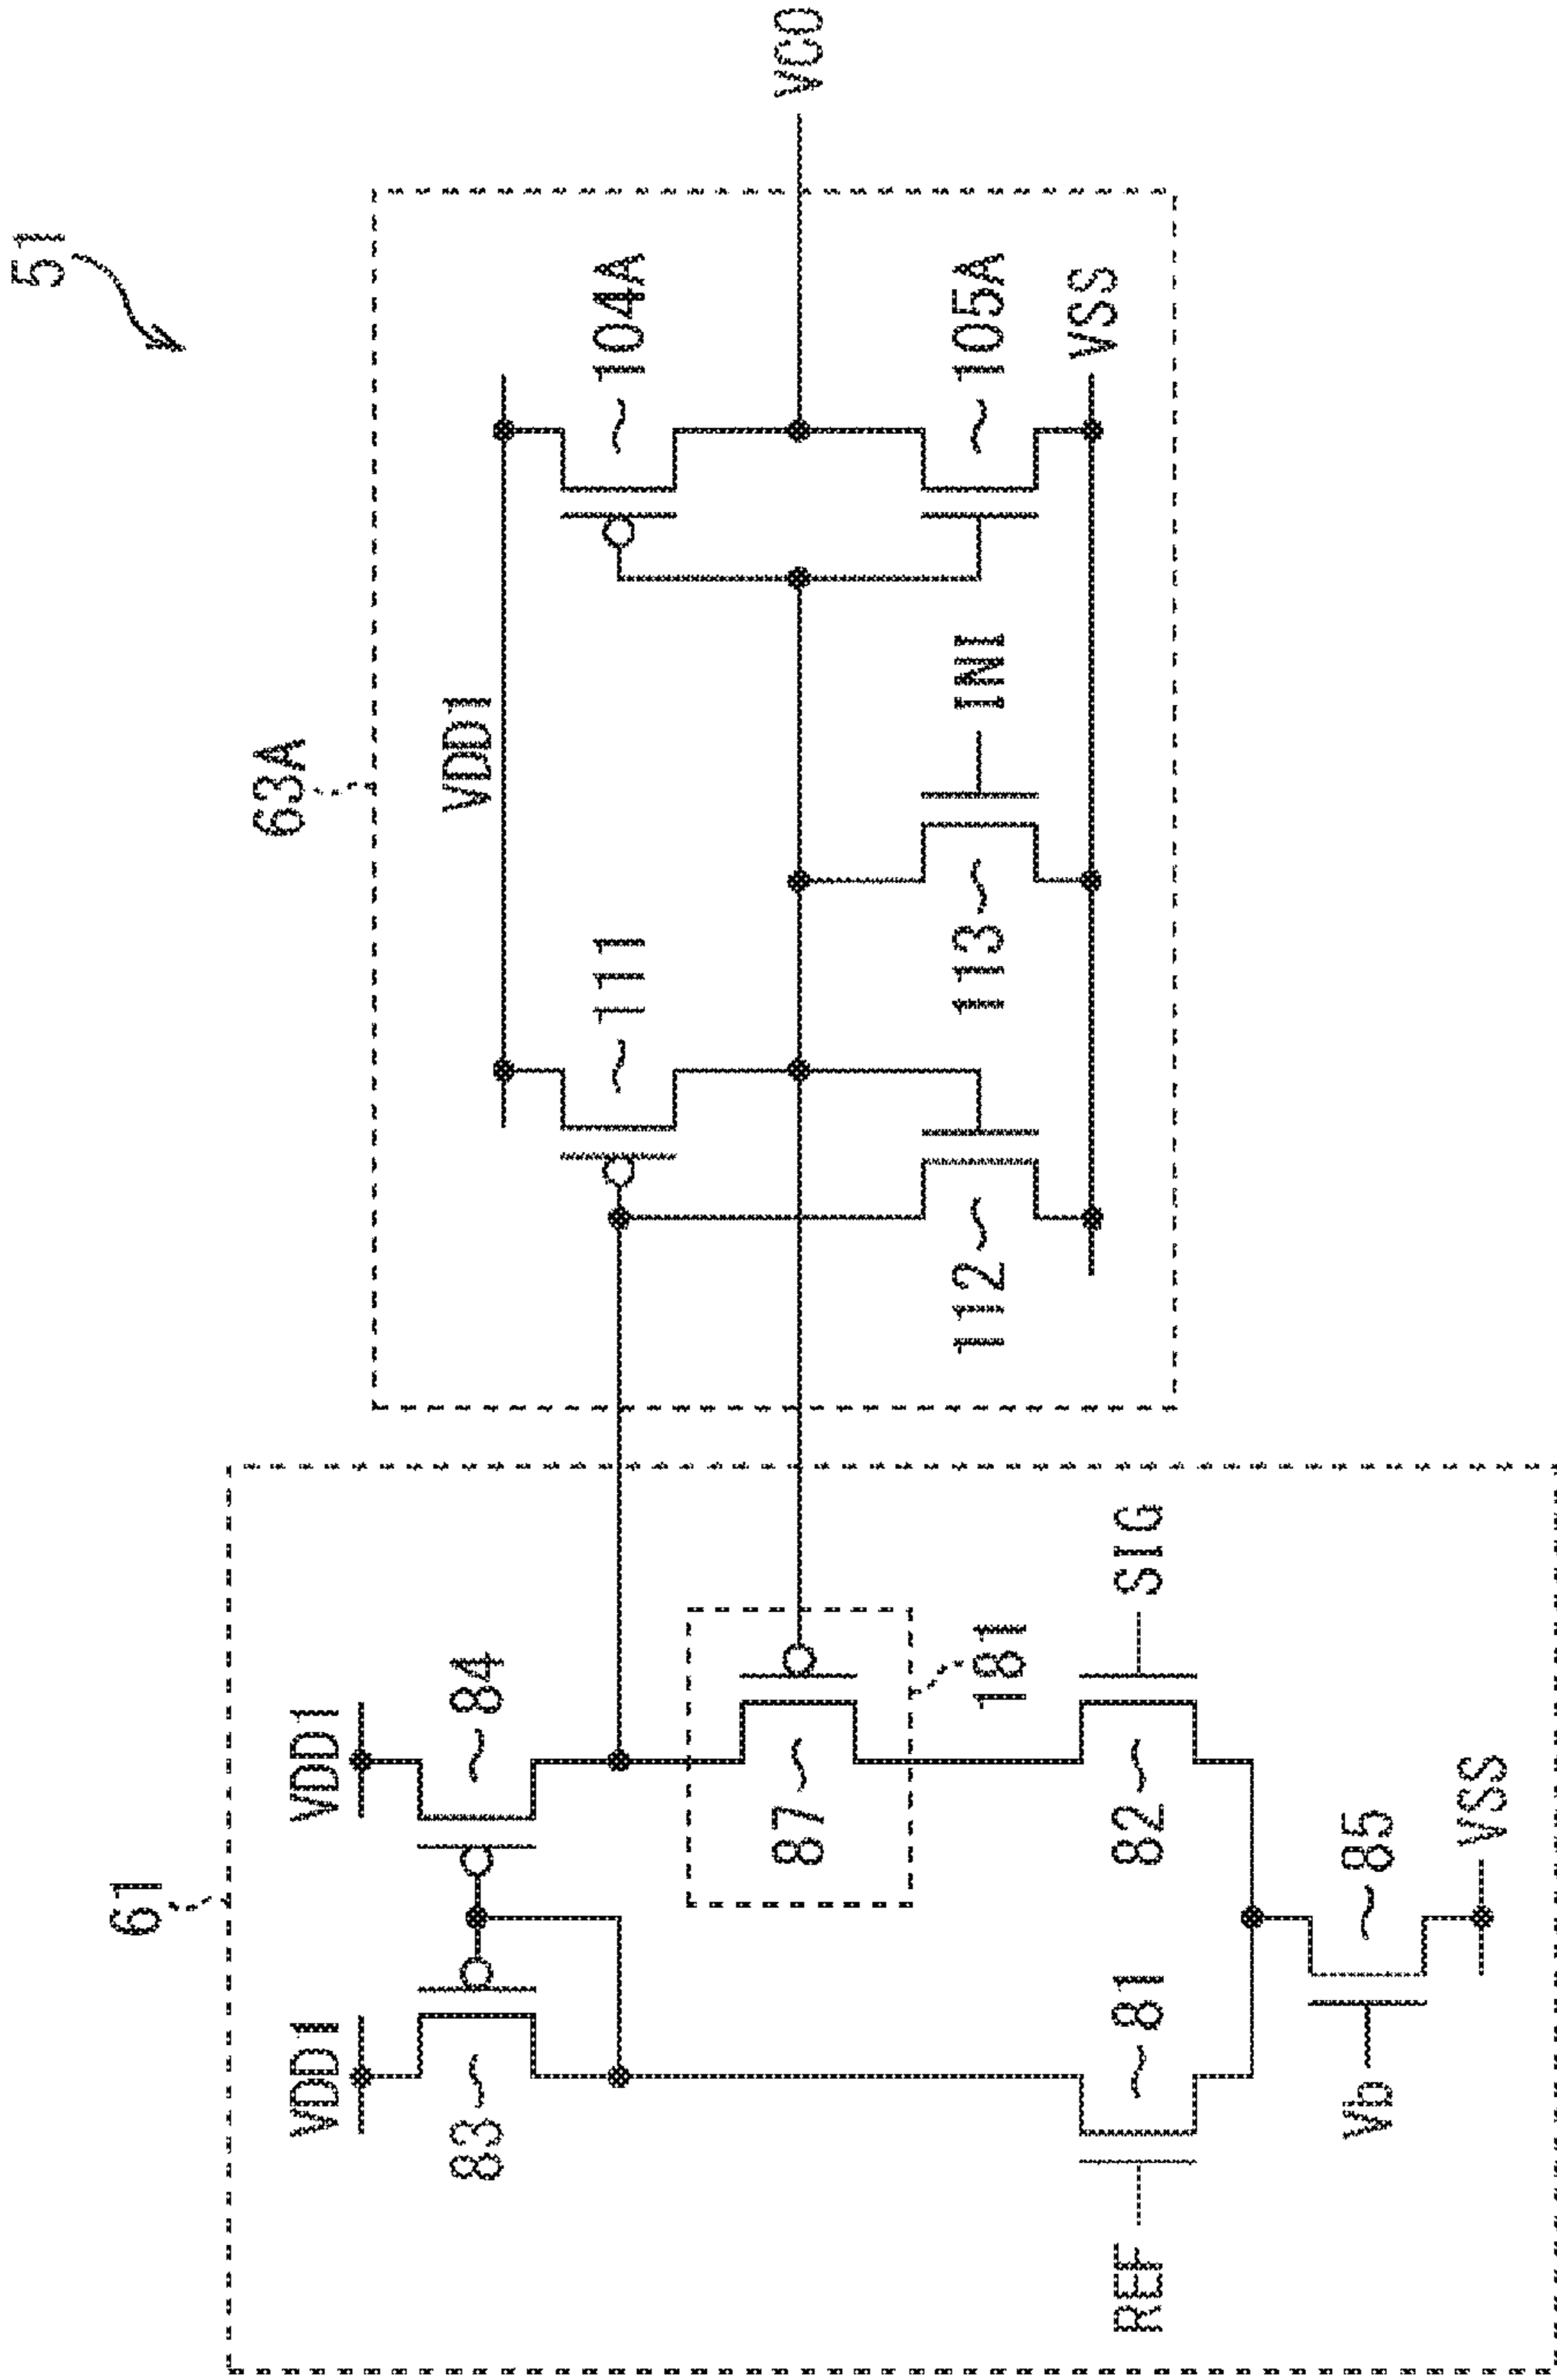 51
61
63A
VDD1
VDD1
VDD1
83
84
111
104A
VCO
87
181
112
113
INI
105A
VSS
REF
81
82
SIG
Vb
85
VSS